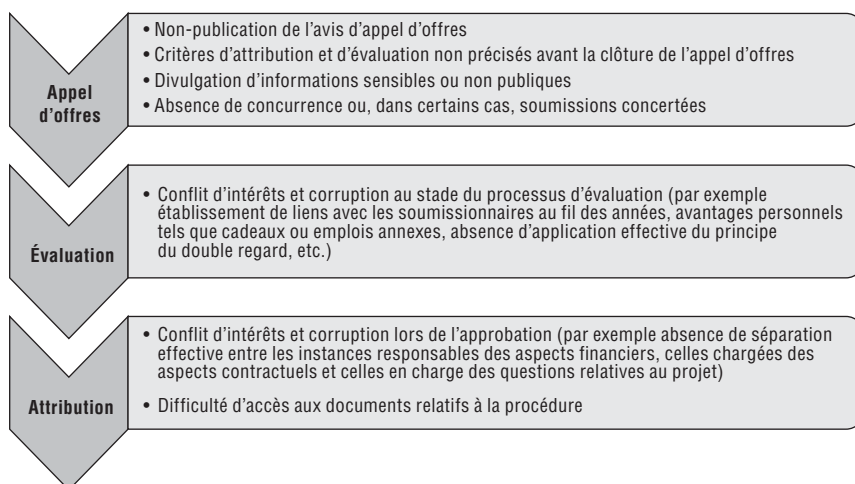 Appel
d’offres
• Non-publication de l’avis d’appel d’offres
• Critères d’attribution et d’évaluation non précisés avant la clôture de l’appel d’offres
• Divulgation d’informations sensibles ou non publiques
• Absence de concurrence ou, dans certains cas, soumissions concertées
Évaluation
• Conflit d’intérêts et corruption au stade du processus d’évaluation (par exemple
établissement de liens avec les soumissionnaires au fil des années, avantages personnels
tels que cadeaux ou emplois annexes, absence d’application effective du principe
du double regard, etc.)
Attribution
• Conflit d’intérêts et corruption lors de l’approbation (par exemple absence de séparation
effective entre les instances responsables des aspects financiers, celles chargées des
aspects contractuels et celles en charge des questions relatives au projet)
• Difficulté d’accès aux documents relatifs à la procédure